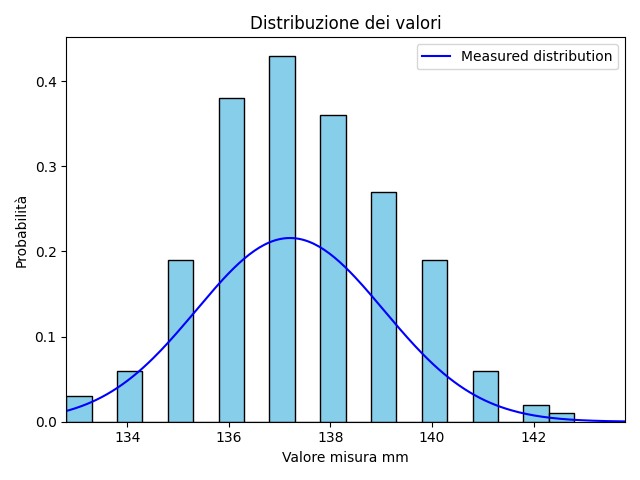 Distribuzione dei valori
Measured distribution
Probabilità
0.4
0.3
0.2
0.1
0.0
134 136 138 140 142
Valore misura mm